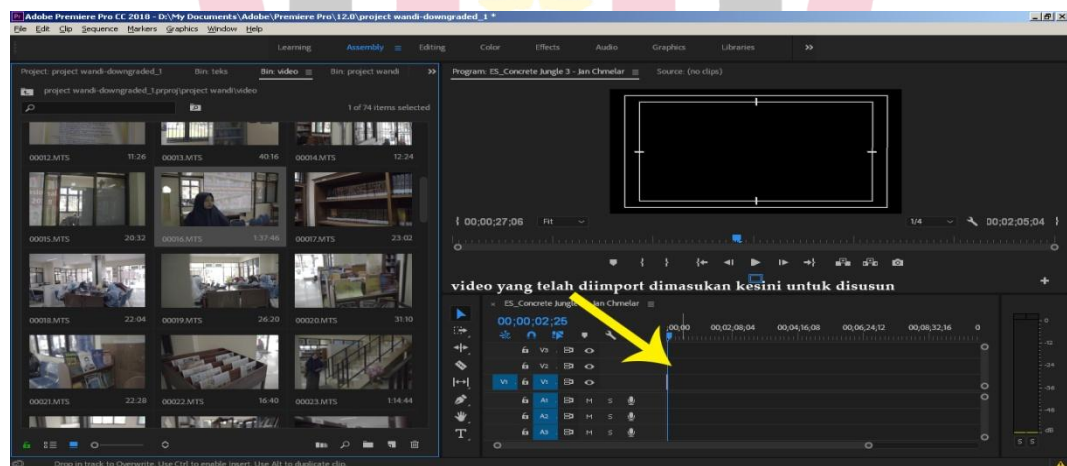 Adobe Premiere Pro CC 2018 - D:\My Documents\Adobe\Premiere Pro\12.0\project wandi-downgraded_1 *
File Edit Clip Sequence Markers Graphics Window Help
Learning Assembly Editing Color Effects Audio Graphics Libraries
Project: project wandi-downgraded_1 Bin: teks Bin: video Bin: project wandi
Program: ES_Concrete Jungle 3 - Jan Chmelar Source: (no clips)
project wandi-downgraded_1.prproj\project wandi\video
1 of 74 items selected
00012.MTS 11:26 00013.MTS 40:16 00014.MTS 12:24
00015.MTS 20:32 00016.MTS 1:37:46 00017.MTS 23:02
00;00;27;06 Fit 1/4 00;02;05;04
video yang telah diimport dimasukan kesini untuk disusun
00018.MTS 22:04 00019.MTS 26:20 00020.MTS 31:10
ES_Concrete Jungle Jan Chmelar
00;00;02;25
;00;00 00;02;08;04 00;04;16;08 00;06;24;12 00;08;32;16 0
V3
V2
V1 V1
A1 M S
A2 M S
A3 M S
00021.MTS 22:28 00022.MTS 16:40 00023.MTS 1:14:44
0
-12
-24
-36
-48
dB
S S
Drop in track to Overwrite. Use Ctrl to enable insert. Use Alt to duplicate clip.